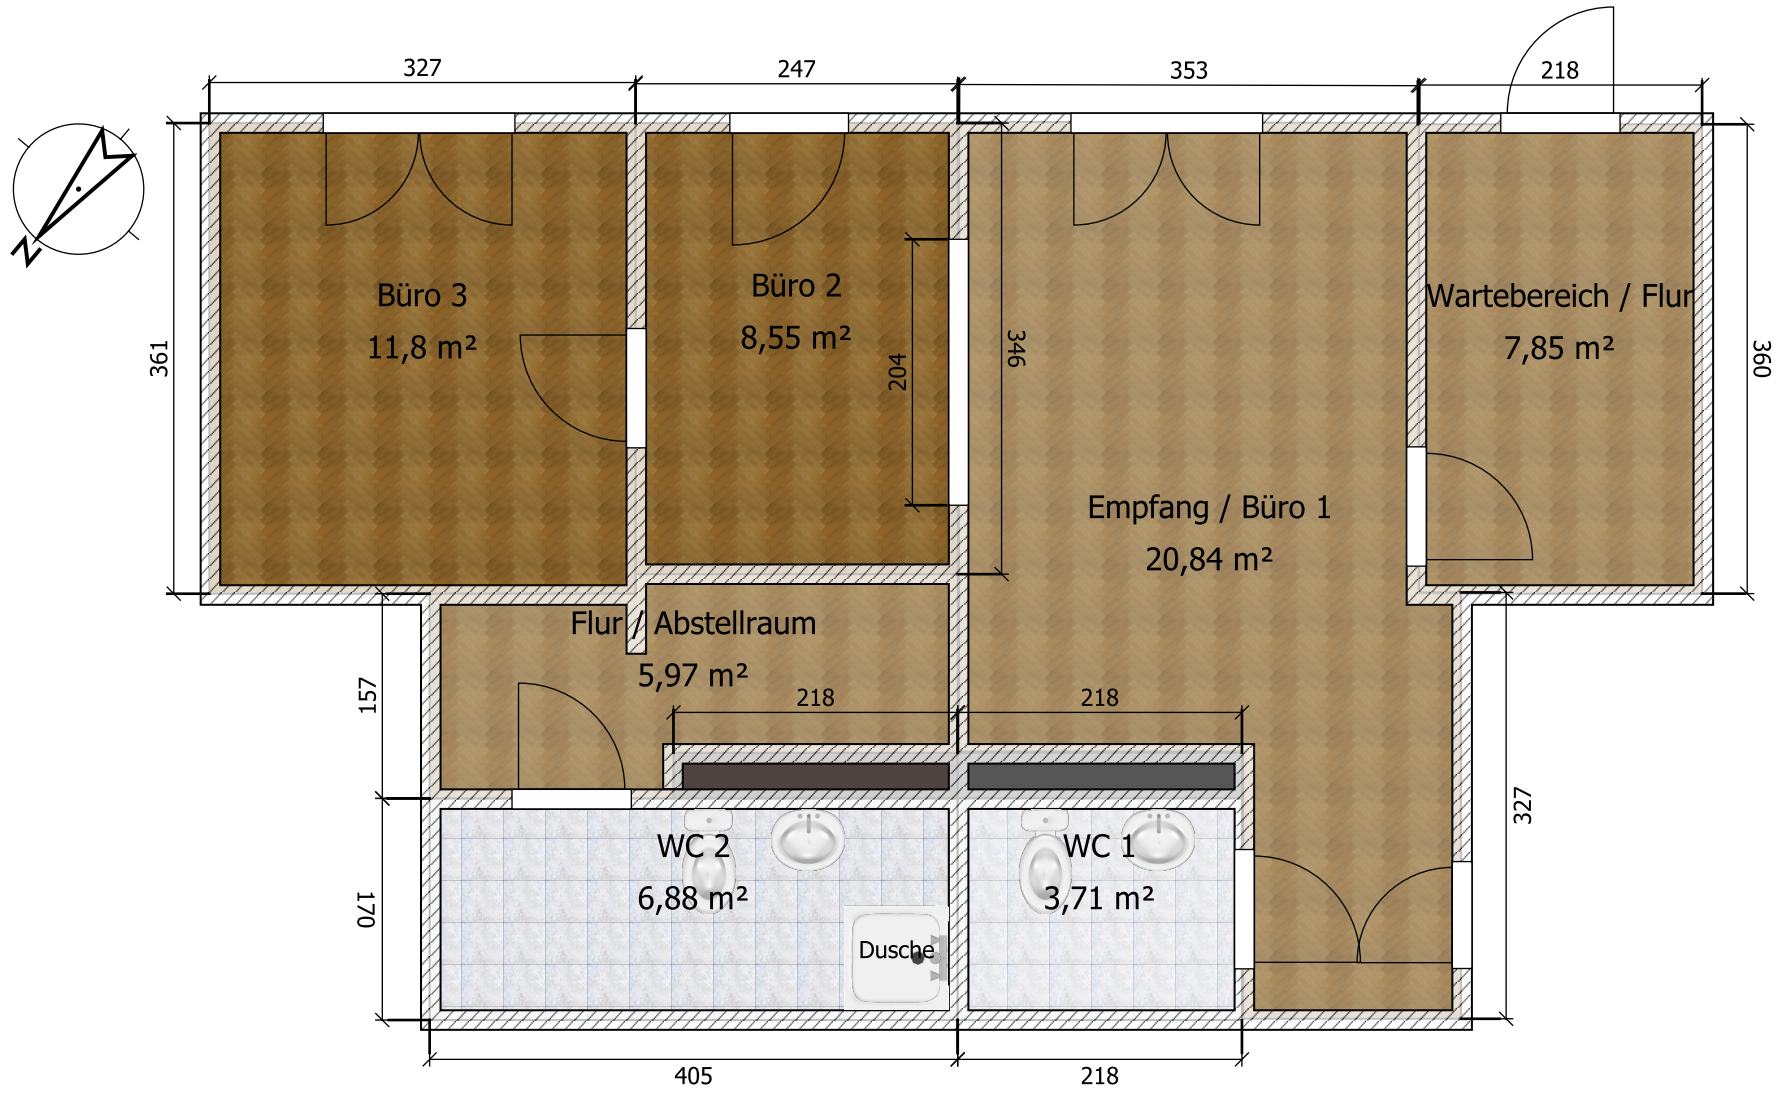 327
247
353
218
N
Büro 3
11,8 m²
Büro 2
8,55 m²
Wartebereich / Flur
7,85 m²
361
204
346
360
Empfang / Büro 1
20,84 m²
Flur / Abstellraum
5,97 m²
157
218
218
327
WC 2
6,88 m²
WC 1
3,71 m²
170
Dusche
405
218